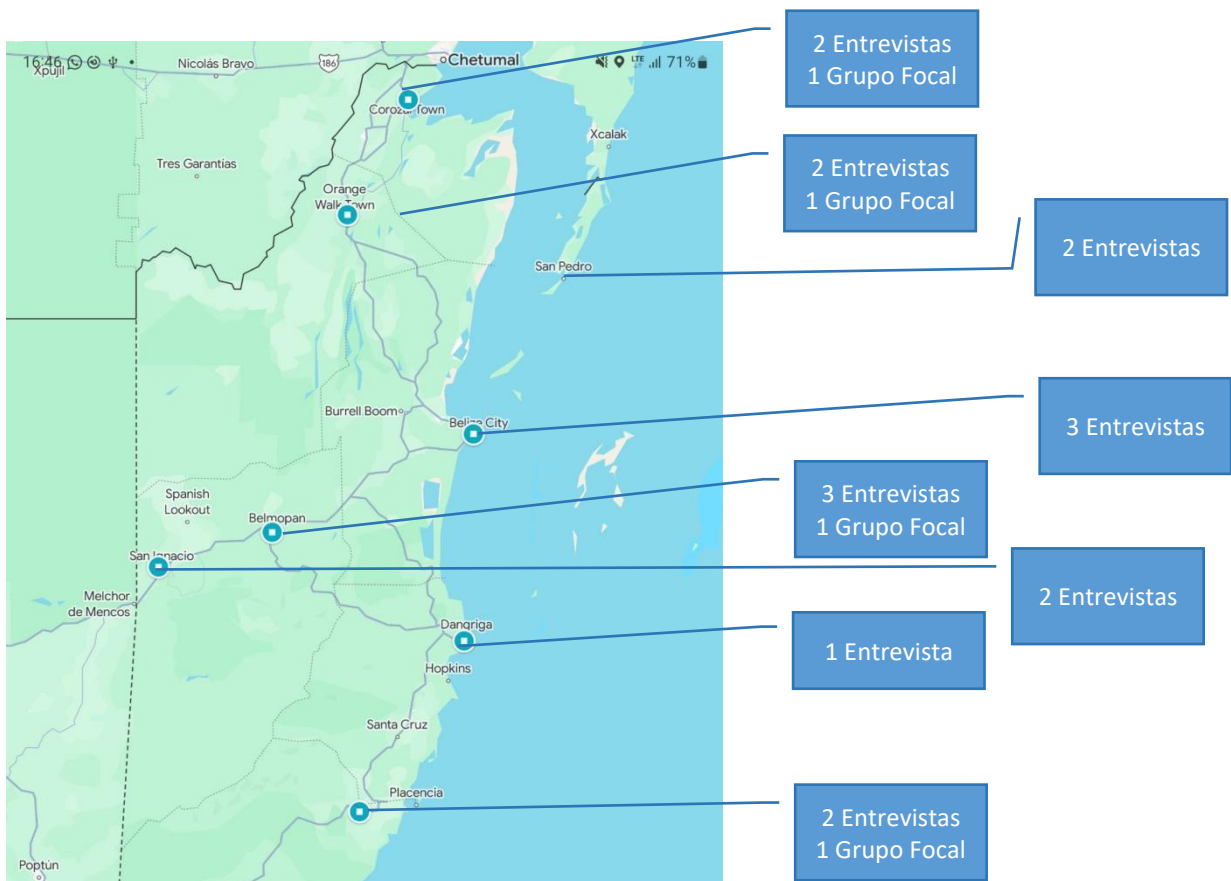 2 Entrevistas
1 Grupo Focal
16:46
LTE
71%
Xpujil
Nicolás Bravo
186
Chetumal
Corozal Town
Xcalak
Tres Garantías
2 Entrevistas
1 Grupo Focal
Orange
Walk Town
2 Entrevistas
San Pedro
Burrell Boom
Belize City
3 Entrevistas
Spanish
Lookout
Belmopan
3 Entrevistas
1 Grupo Focal
San Ignacio
Melchor
de Mencos
2 Entrevistas
Dangriga
1 Entrevista
Hopkins
Santa Cruz
Placencia
2 Entrevistas
1 Grupo Focal
Poptún